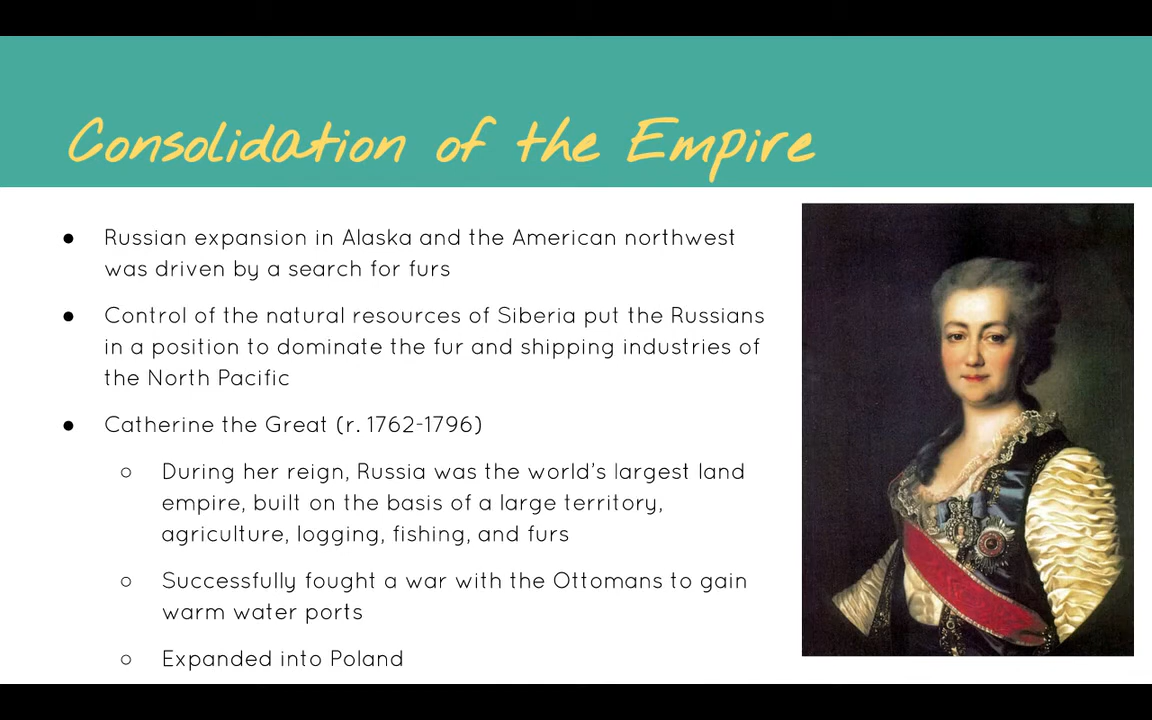 Consolidation of the Empire
● Russian expansion in Alaska and the American northwest
was driven by a search for furs
● Control of the natural resources of Siberia put the Russians
in a position to dominate the fur and shipping industries of
the North Pacific
● Catherine the Great (r. 1762-1796)
○ During her reign, Russia was the world's largest land
empire, built on the basis of a large territory,
agriculture, logging, fishing, and furs
○ Successfully fought a war with the Ottomans to gain
warm water ports
○ Expanded into Poland